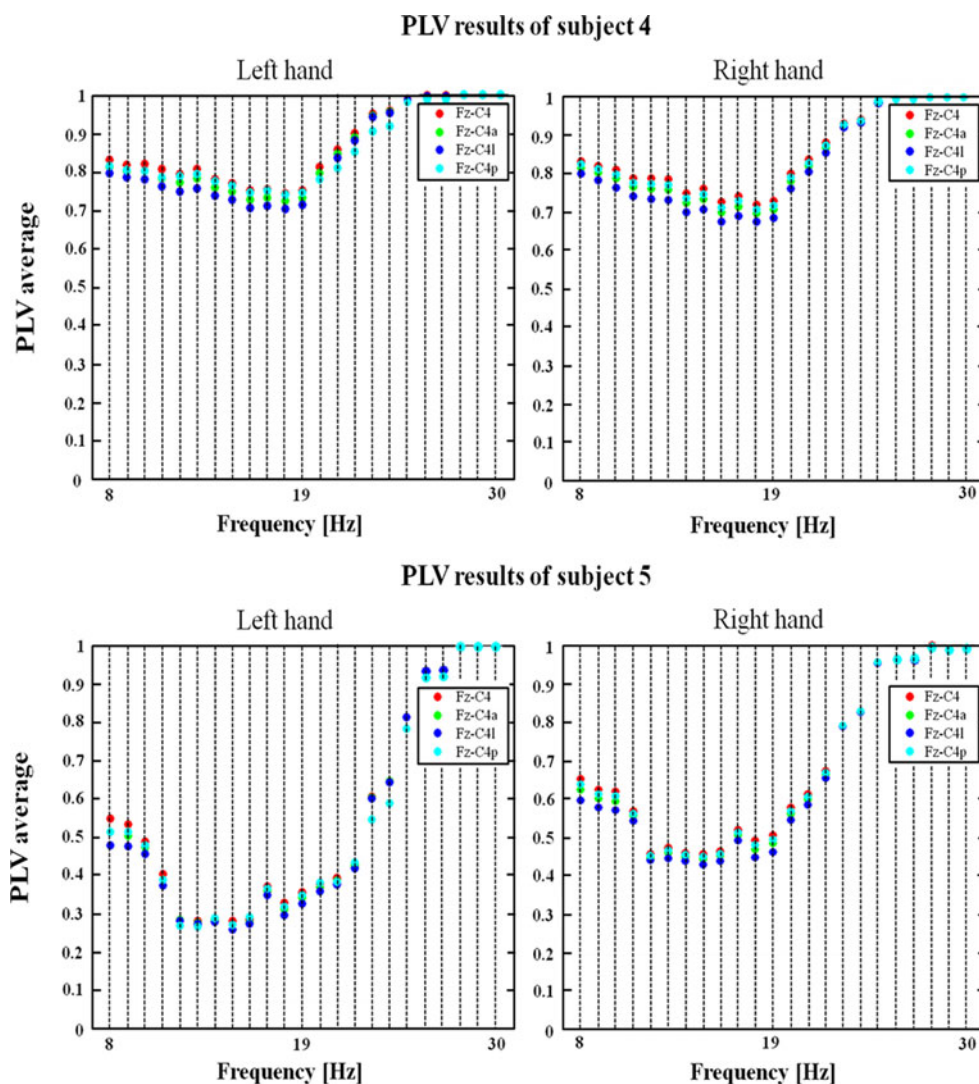 PLV results of subject 4
Left hand
Right hand
PLV average
1
0.9
0.8
0.7
0.6
0.5
0.4
0.3
0.2
0.1
0
Fz-C4
Fz-C4a
Fz-C4l
Fz-C4p
8
19
30
Frequency [Hz]
1
0.9
0.8
0.7
0.6
0.5
0.4
0.3
0.2
0.1
0
Fz-C4
Fz-C4a
Fz-C4l
Fz-C4p
8
19
30
Frequency [Hz]
PLV results of subject 5
Left hand
Right hand
PLV average
1
0.9
0.8
0.7
0.6
0.5
0.4
0.3
0.2
0.1
0
Fz-C4
Fz-C4a
Fz-C4l
Fz-C4p
8
19
30
Frequency [Hz]
1
0.9
0.8
0.7
0.6
0.5
0.4
0.3
0.2
0.1
0
Fz-C4
Fz-C4a
Fz-C4l
Fz-C4p
8
19
30
Frequency [Hz]